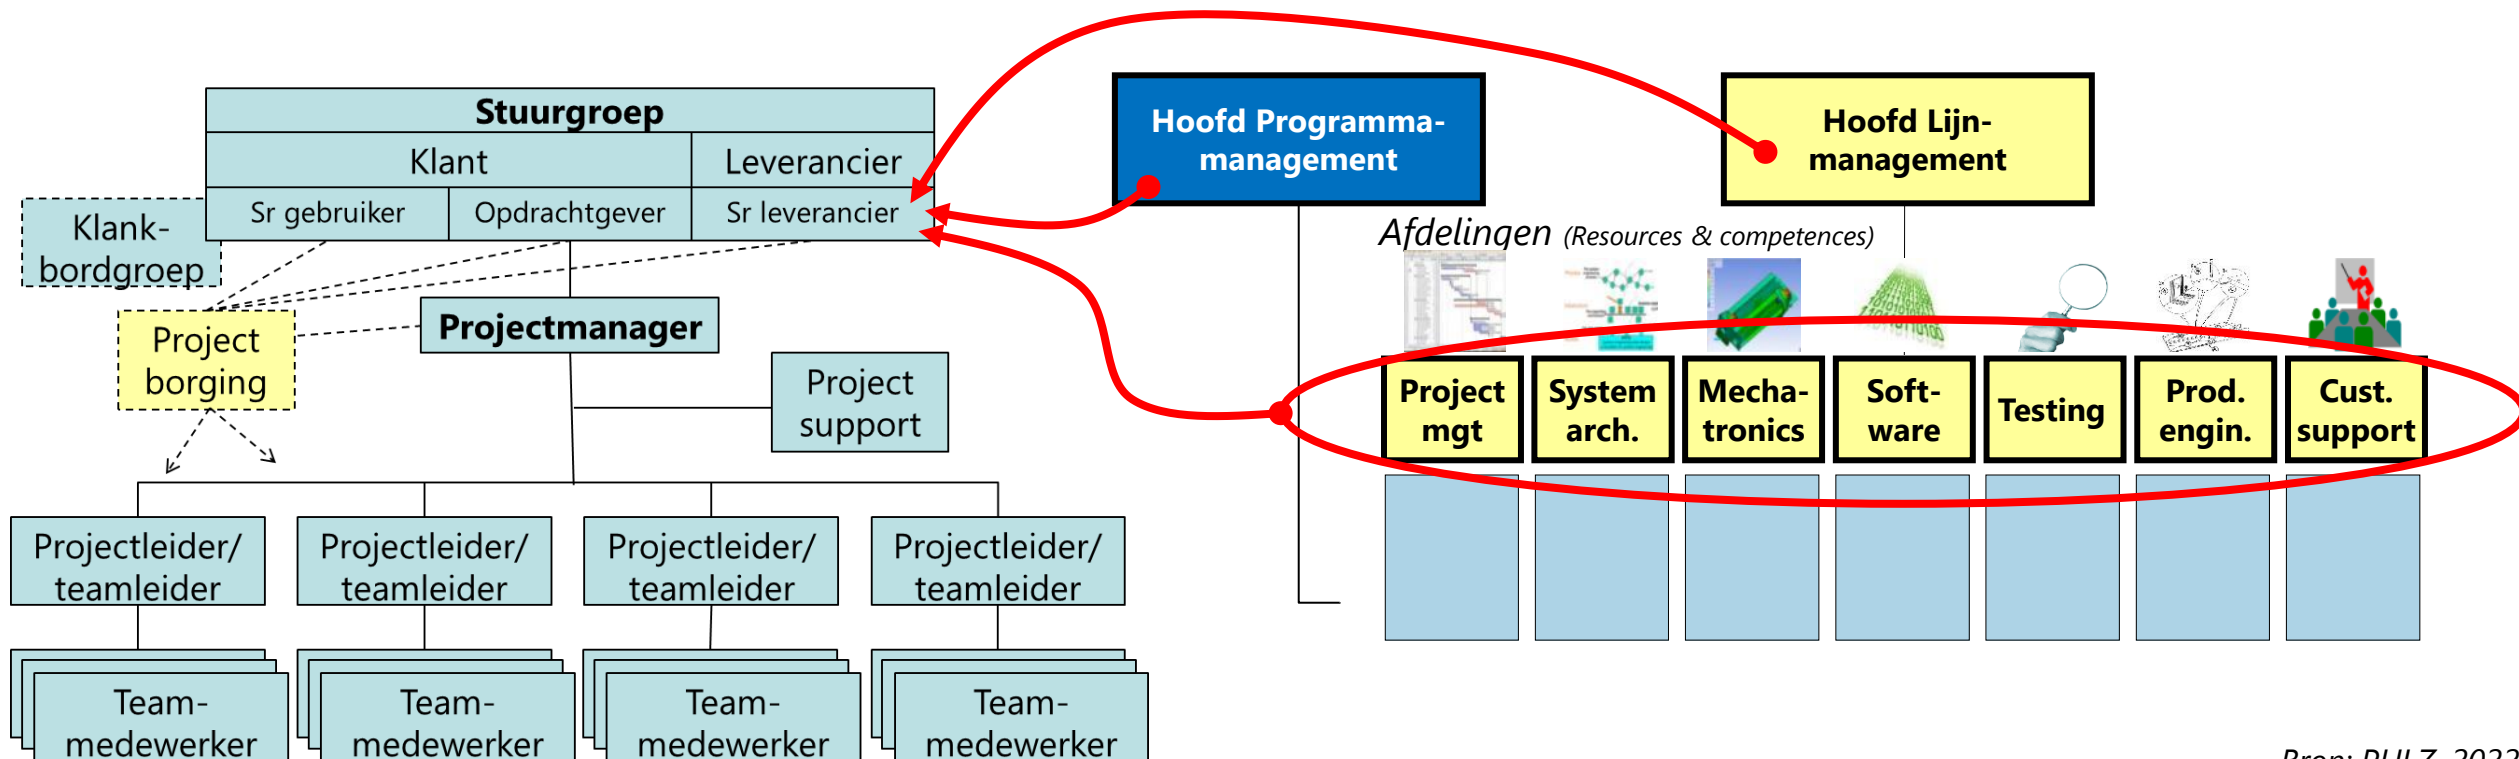 Stuurgroep
Klant
Leverancier
Sr gebruiker
Opdrachtgever
Sr leverancier
Klank-
bordgroep
Project
borging
Projectmanager
Project
support
Projectleider/
teamleider
Projectleider/
teamleider
Projectleider/
teamleider
Projectleider/
teamleider
Team-
medewerker
Team-
medewerker
Team-
medewerker
Team-
medewerker
Hoofd Programma-
management
Hoofd Lijn-
management
Afdelingen (Resources & competences)
Project
mgt
System
arch.
Mecha-
tronics
Soft-
ware
Testing
Prod.
engin.
Cust.
support
Bron: 2022